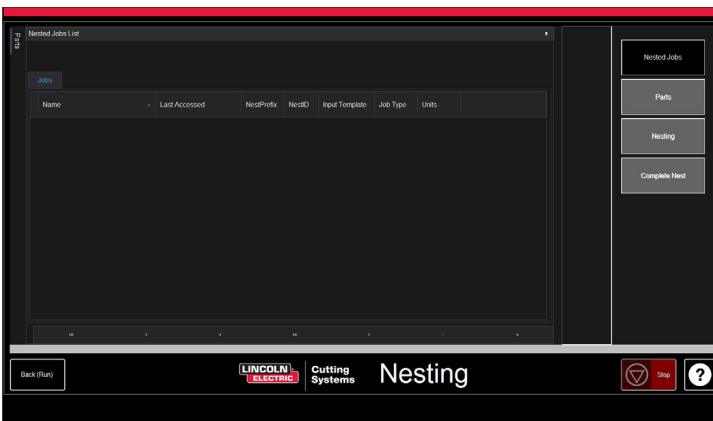 Parts
Nested Jobs List
Jobs
Name Last Accessed NestPrefix NestID Input Template Job Type Units
Nested Jobs
Parts
Nesting
Complete Nest
Back (Run)
LINCOLN ELECTRIC Cutting Systems
Nesting
Stop
?